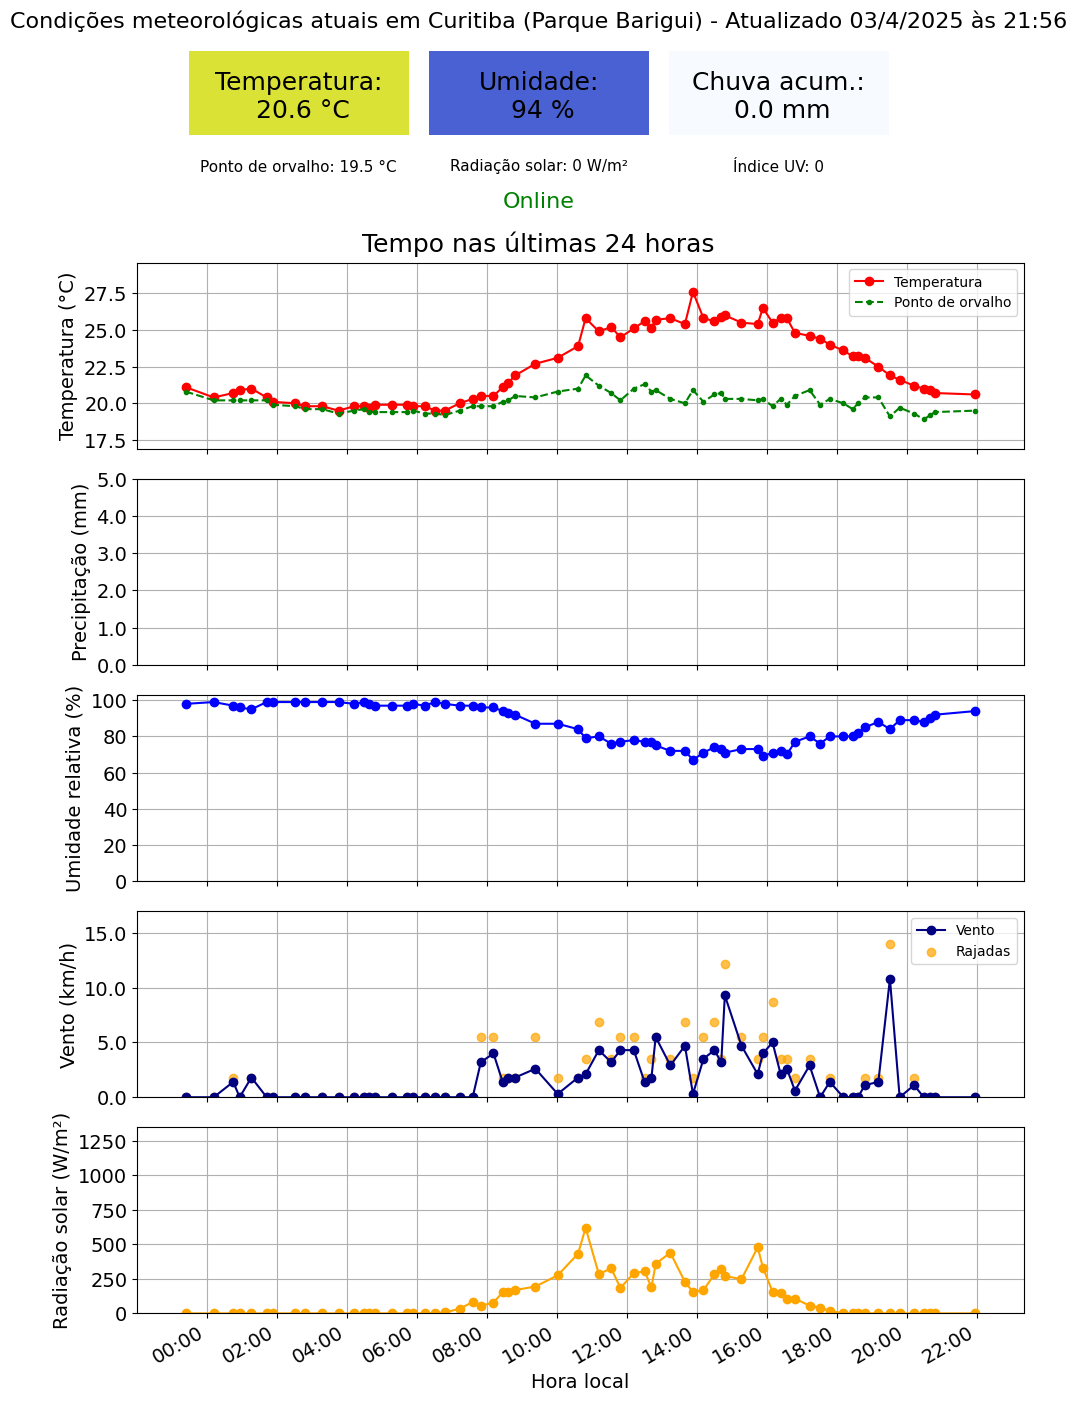 Condições meteorológicas atuais em Curitiba (Parque Barigui) - Atualizado 03/4/2025 às 21:56
Temperatura:
20.6 °C
Umidade:
94 %
Chuva acum.:
0.0 mm
Ponto de orvalho: 19.5 °C
Radiação solar: 0 W/m²
Índice UV: 0
Online
Tempo nas últimas 24 horas
Temperatura (°C)
27.5
25.0
22.5
20.0
17.5
Temperatura
Ponto de orvalho
Precipitação (mm)
5.0
4.0
3.0
2.0
1.0
0.0
Umidade relativa (%)
100
80
60
40
20
0
Vento (km/h)
15.0
10.0
5.0
0.0
Vento
Rajadas
Radiação solar (W/m²)
1250
1000
750
500
250
0
00:00 02:00 04:00 06:00 08:00 10:00 12:00 14:00 16:00 18:00 20:00 22:00
Hora local